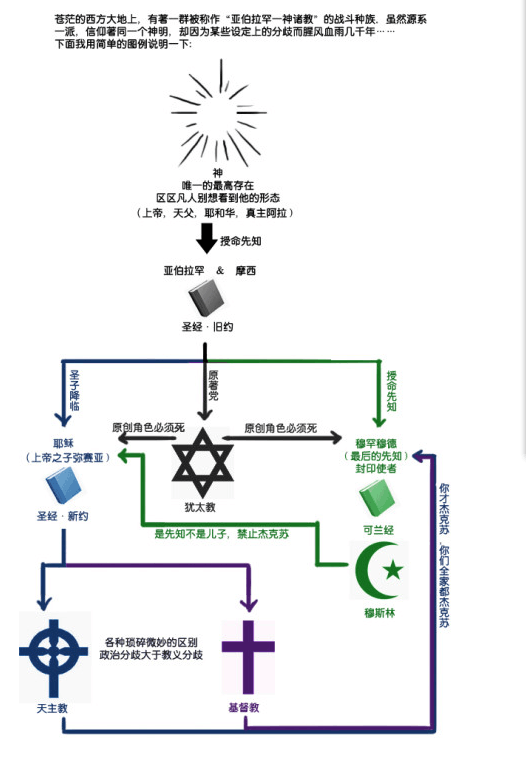 苍茫的西方大地上，有著一群被称作“亚伯拉罕一神诸教”的战斗种族，虽然源系
一派，信仰著同一个神明，却因为某些设定上的分歧而腥风血雨几千年……
下面我用简单的图例说明一下:
神
唯一的最高存在
区区凡人别想看到他的形态
（上帝，天父，耶和华，真主阿拉）
授命先知
亚伯拉罕 & 摩西
圣经·旧约
圣子降临
原著党
授命先知
原创角色必须死
原创角色必须死
耶稣
（上帝之子弥赛亚）
穆罕穆德
（最后的先知）
封印使者
圣经·新约
犹太教
可兰经
是先知不是儿子，禁止杰克苏
穆斯林
你才杰克苏，你们全家都杰克苏
各种琐碎微妙的区别
政治分歧大于教义分歧
天主教
基督教